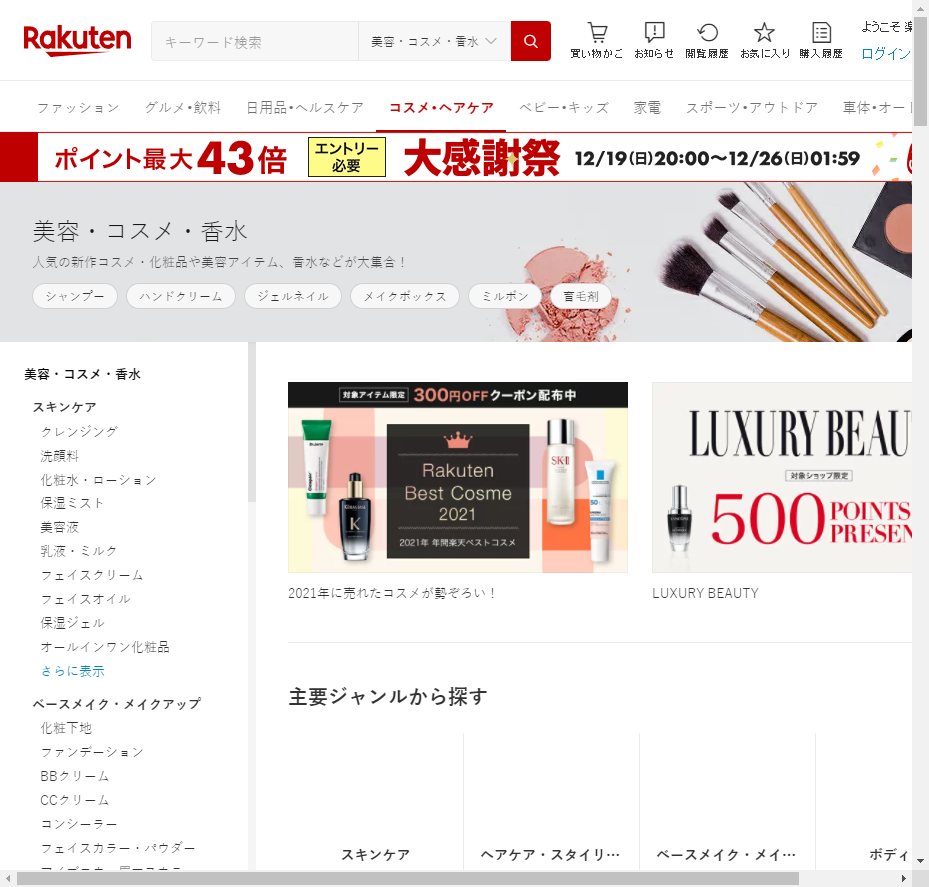 Rakuten
キーワード検索
美容・コスメ・香水
買い物かご
お知らせ
閲覧履歴
お気に入り
購入履歴
ようこそ 楽
ログイン
ファッション
グルメ・飲料
日用品・ヘルスケア
コスメ・ヘアケア
ベビー・キッズ
家電
スポーツ・アウトドア
車体・オート
ポイント最大43倍
エントリー
必要
大感謝祭
12/19(日)20:00〜12/26(日)01:59
美容・コスメ・香水
人気の新作コスメ・化粧品や美容アイテム、香水などが大集合！
シャンプー
ハンドクリーム
ジェルネイル
メイクボックス
ミルボン
育毛剤
美容・コスメ・香水
スキンケア
クレンジング
洗顔料
化粧水・ローション
保湿ミスト
美容液
乳液・ミルク
フェイスクリーム
フェイスオイル
保湿ジェル
オールインワン化粧品
さらに表示
ベースメイク・メイクアップ
化粧下地
ファンデーション
BBクリーム
CCクリーム
コンシーラー
フェイスカラー・パウダー
対象アイテム限定 300円OFFクーポン配布中
Rakuten
Best Cosme
2021
2021年 年間楽天ベストコスメ
SK-II
K
2021年に売れたコスメが勢ぞろい！
LUXURY BEAU
対象ショップ限定
500 POINTS
PRESEN
LUXURY BEAUTY
主要ジャンルから探す
スキンケア
ヘアケア・スタイリ…
ベースメイク・メイ…
ボディ